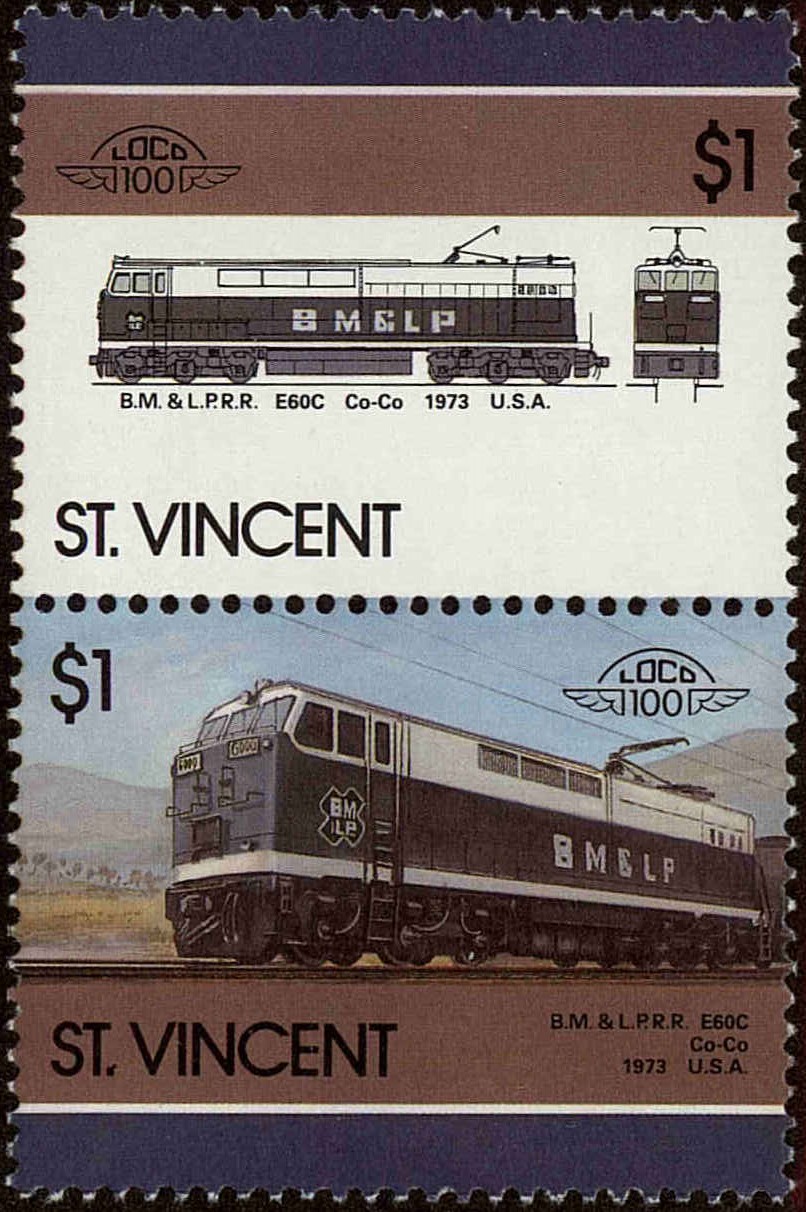 LOCO
100
$1
BM&LP
B.M. & L.P.R.R. E60C Co-Co 1973 U.S.A.
ST. VINCENT
$1
LOCO
100
6000
BM
LP
BM&LP
ST. VINCENT
B.M. & L.P.R.R. E60C
Co-Co
1973 U.S.A.